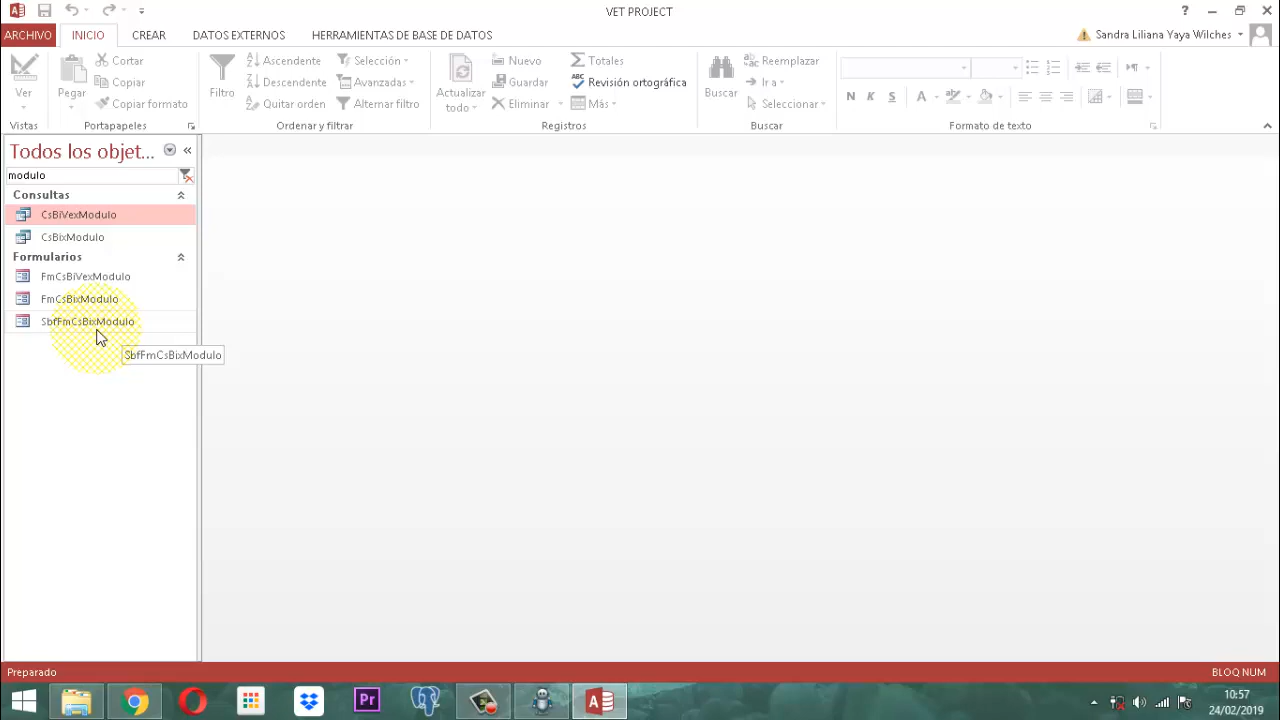 VET PROJECT
?
ARCHIVO INICIO CREAR DATOS EXTERNOS HERRAMIENTAS DE BASE DE DATOS Sandra Liliana Yaya Wilches
Ver
Vistas
Pegar
Cortar
Copiar
Copiar formato
Portapapeles
Filtro
Ascendente
Descendente
Quitar orden
Selección
Avanzadas
Alternar filtro
Ordenar y filtrar
Actualizar
todo
Nuevo
Guardar
Eliminar
Totales
Revisión ortográfica
Más
Registros
Buscar
Reemplazar
Ir a
Seleccionar
Buscar
N K S A
Formato de texto
Todos los objet... «
modulo
Consultas
CsBiVexModulo
CsBixModulo
Formularios
FmCsBiVexModulo
FmCsBixModulo
SbfFmCsBixModulo
SbfFmCsBixModulo
Preparado BLOQ NUM
Pr
10:57
24/02/2019